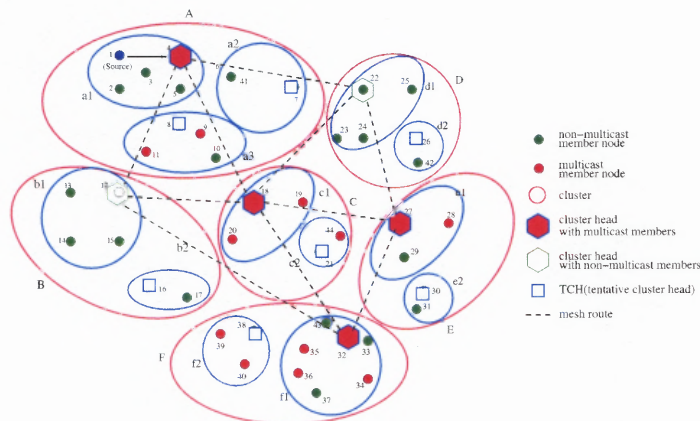 A
a2
1
(Source)
4
3
2
5
a1
6
41
7
8
9
11
10
a3
22
25
D
d1
23
24
d2
26
42
b1
13
12
14
15
b2
B
16
17
18
19
c1
C
20
44
21
c2
27
e1
28
29
e2
30
31
E
F
38
39
40
f2
43
32
33
35
36
34
37
f1
non-multicast
member node
multicast
member node
cluster
cluster head
with multicast members
cluster head
with non-multicast members
TCH(tentative cluster head)
mesh route